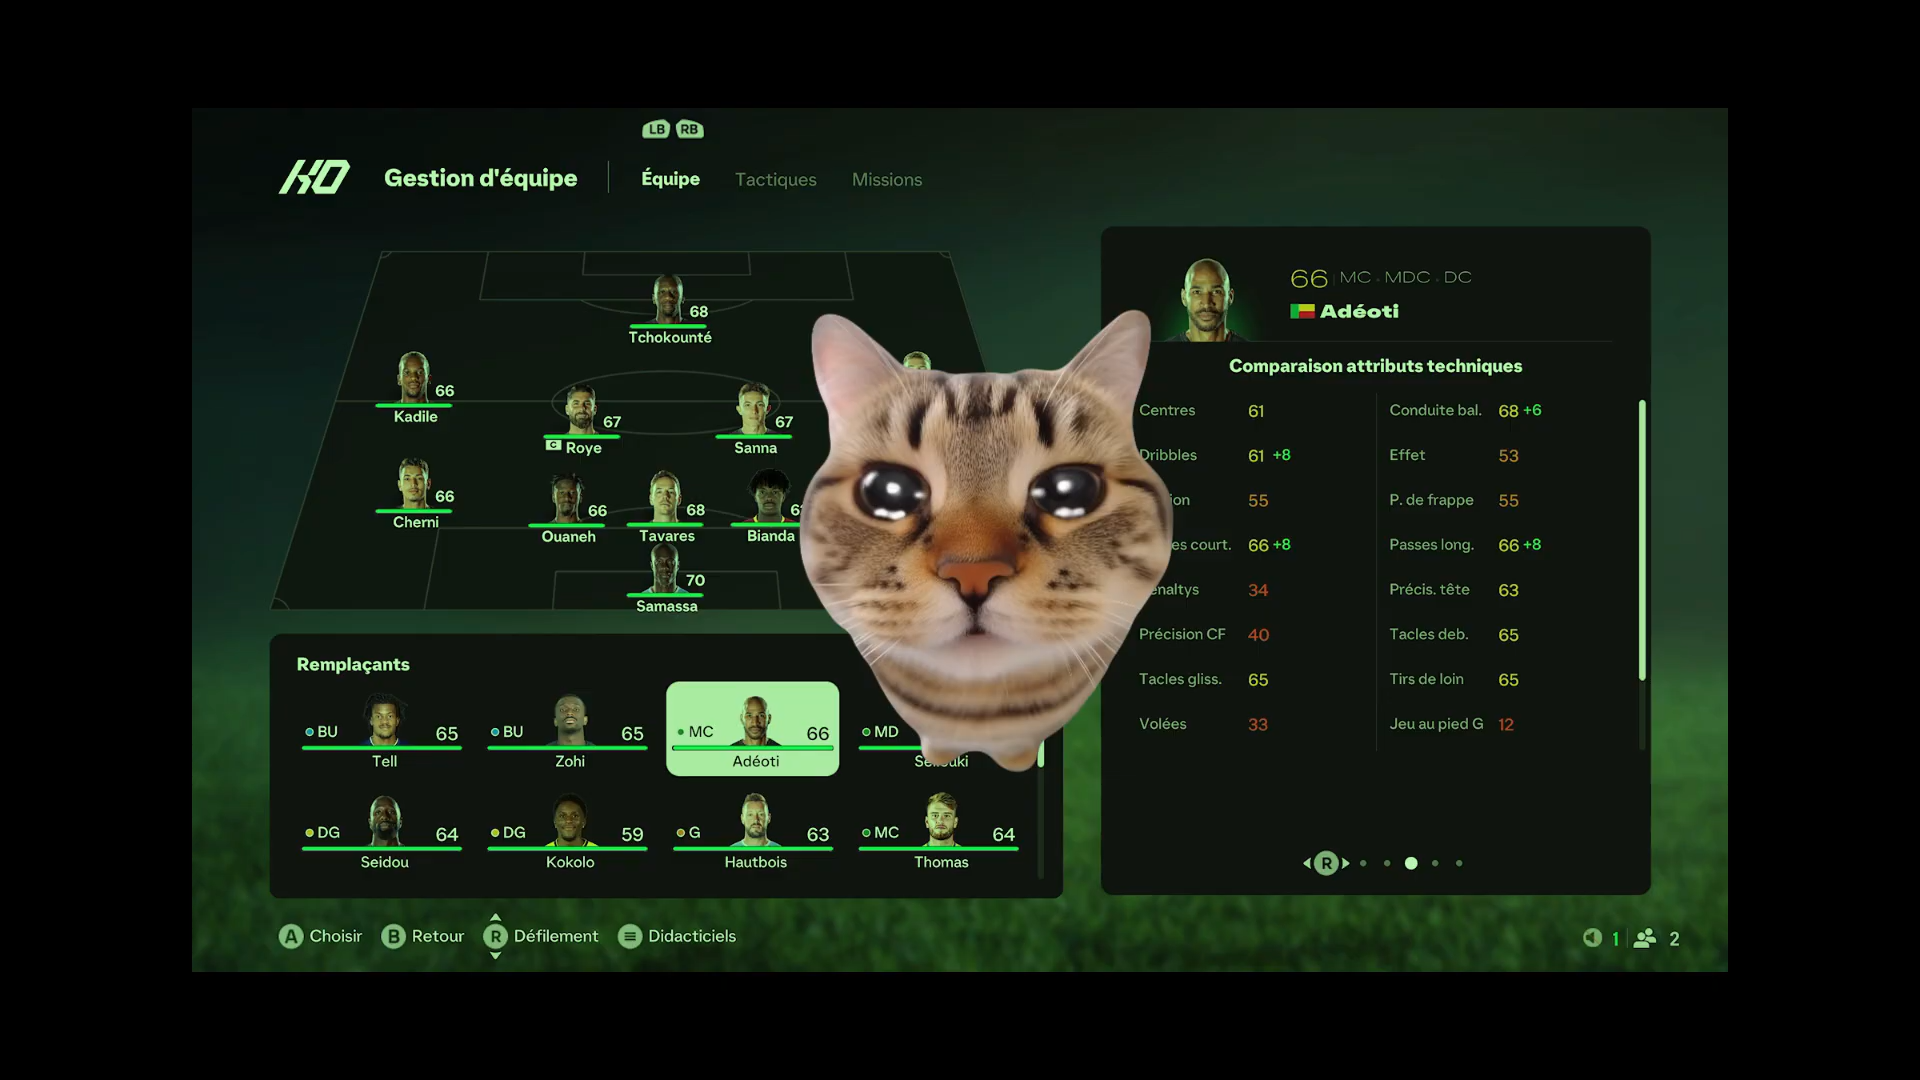 LB RB
KO Gestion d'équipe Équipe Tactiques Missions
68
Tchokounté
66
Kadile
67
C Roye
67
Sanna
66
Cherni
66
Ouaneh
68
Tavares
Bianda
70
Samassa
Remplaçants
BU 65
Tell
BU 65
Zohi
MC 66
Adéoti
MD
DG 64
Seidou
DG 59
Kokolo
G 63
Hautbois
MC 64
Thomas
66 MC · MDC · DC
Adéoti
Comparaison attributs techniques
Centres 61 Conduite bal. 68 +6
Dribbles 61 +8 Effet 53
55 P. de frappe 55
court. 66 +8 Passes long. 66 +8
34 Précis. tête 63
Précision CF 40 Tacles deb. 65
Tacles gliss. 65 Tirs de loin 65
Volées 33 Jeu au pied G 12
R
A Choisir B Retour R Défilement Didacticiels
1 2